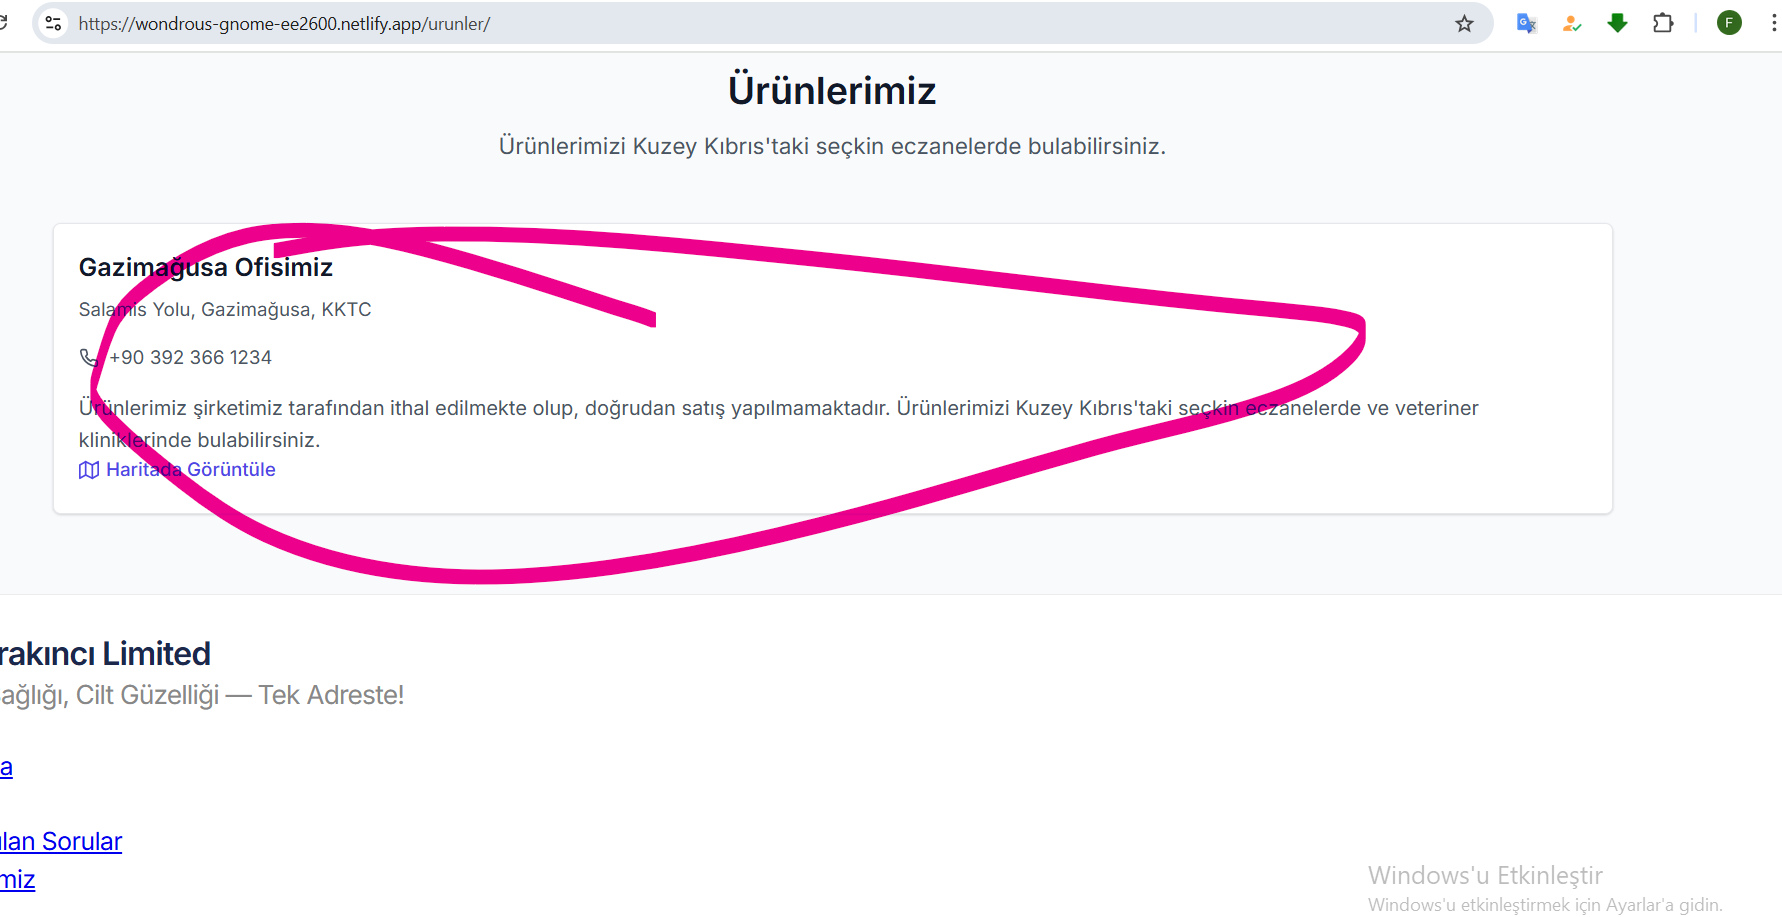 https://wondrous-gnome-ee2600.netlify.app/urunler/
F
Ürünlerimiz
Ürünlerimizi Kuzey Kıbrıs'taki seçkin eczanelerde bulabilirsiniz.
Gazimağusa Ofisimiz
Salamis Yolu, Gazimağusa, KKTC
+90 392 366 1234
Ürünlerimiz şirketimiz tarafından ithal edilmekte olup, doğrudan satış yapılmamaktadır. Ürünlerimizi Kuzey Kıbrıs'taki seçkin eczanelerde ve veteriner
kliniklerinde bulabilirsiniz.
Haritada Görüntüle
rakıncı Limited
ağlığı, Cilt Güzelliği — Tek Adreste!
a
ılan Sorular
miz
Windows'u Etkinleştir
Windows'u etkinleştirmek için Ayarlar'a gidin.